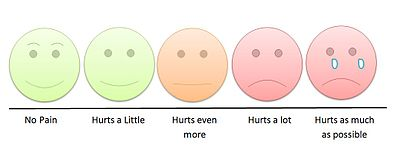 No Pain
Hurts a Little
Hurts even
more
Hurts a lot
Hurts as much
as possible